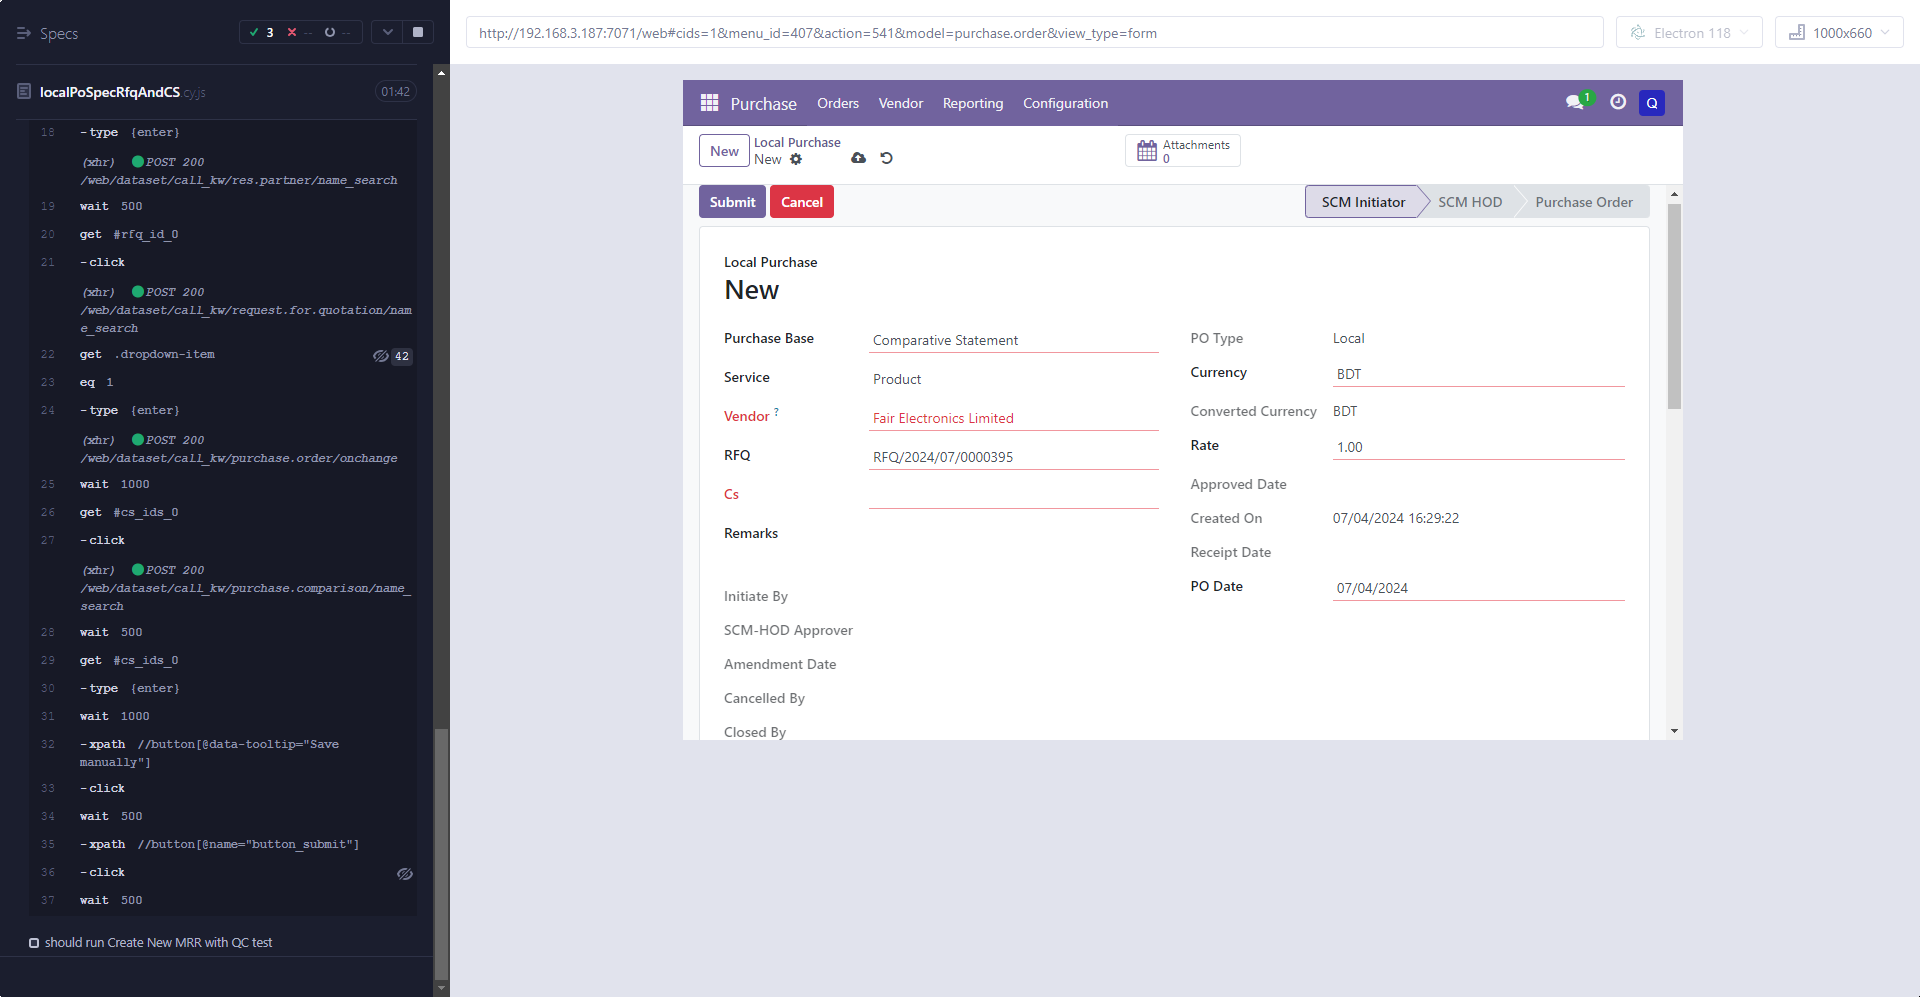 Specs
3
--
--
localPoSpecRfqAndCS.cy.js
01:42
18 -type {enter}
(xhr) POST 200
/web/dataset/call_kw/res.partner/name_search
19 wait 500
20 get #rfq_id_0
21 -click
(xhr) POST 200
/web/dataset/call_kw/request.for.quotation/nam
e_search
22 get .dropdown-item 42
23 eq 1
24 -type {enter}
(xhr) POST 200
/web/dataset/call_kw/purchase.order/onchange
25 wait 1000
26 get #cs_ids_0
27 -click
(xhr) POST 200
/web/dataset/call_kw/purchase.comparison/name_
search
28 wait 500
29 get #cs_ids_0
30 -type {enter}
31 wait 1000
32 -xpath //button[@data-tooltip="Save
manually"]
33 -click
34 wait 500
35 -xpath //button[@name="button_submit"]
36 -click
37 wait 500
should run Create New MRR with QC test
http://192.168.3.187:7071/web#cids=1&menu_id=407&action=541&model=purchase.order&view_type=form
Electron 118
1000x660
Purchase Orders Vendor Reporting Configuration
1
Q
New
Local Purchase
New
Attachments
0
Submit
Cancel
SCM Initiator
SCM HOD
Purchase Order
Local Purchase
New
Purchase Base Comparative Statement
Service Product
Vendor ? Fair Electronics Limited
RFQ RFQ/2024/07/0000395
Cs
Remarks
Initiate By
SCM-HOD Approver
Amendment Date
Cancelled By
Closed By
PO Type Local
Currency BDT
Converted Currency BDT
Rate 1.00
Approved Date
Created On 07/04/2024 16:29:22
Receipt Date
PO Date 07/04/2024